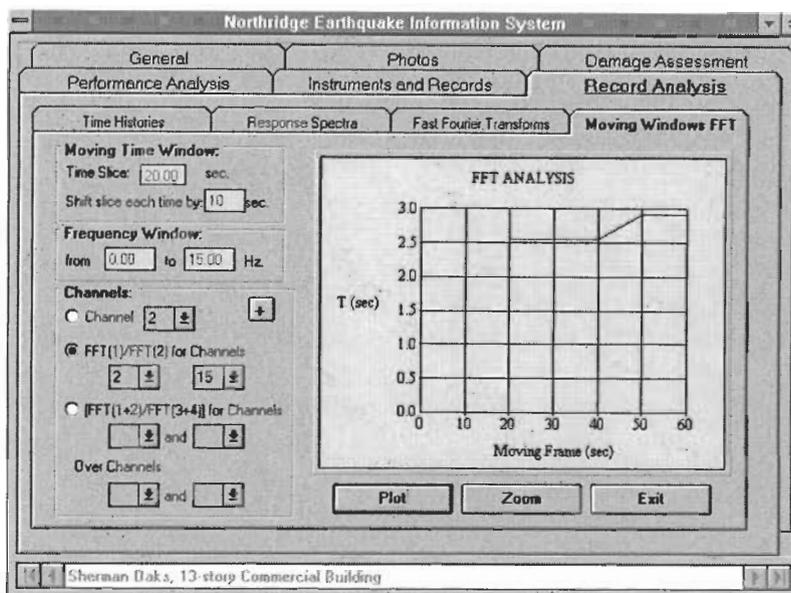 Northridge Earthquake Information System
General Photos Damage Assessment
Performance Analysis Instruments and Records Record Analysis
Time Histories Response Spectra Fast Fourier Transforms Moving Windows FFT
Moving Time Window:
Time Slice: 20.00 sec.
Shift slice each time by: 10 sec.
Frequency Window:
from 0.00 to 15.00 Hz.
Channels:
Channel 2 +
FFT(1)/FFT(2) for Channels
2 15
[FFT(1+2)/FFT(3+4)] for Channels
and
Over Channels
and
FFT ANALYSIS
3.0
2.5
2.0
T (sec) 1.5
1.0
0.5
0.0
0 10 20 30 40 50 60
Moving Frame (sec)
Plot Zoom Exit
Sherman Oaks, 13-story Commercial Building